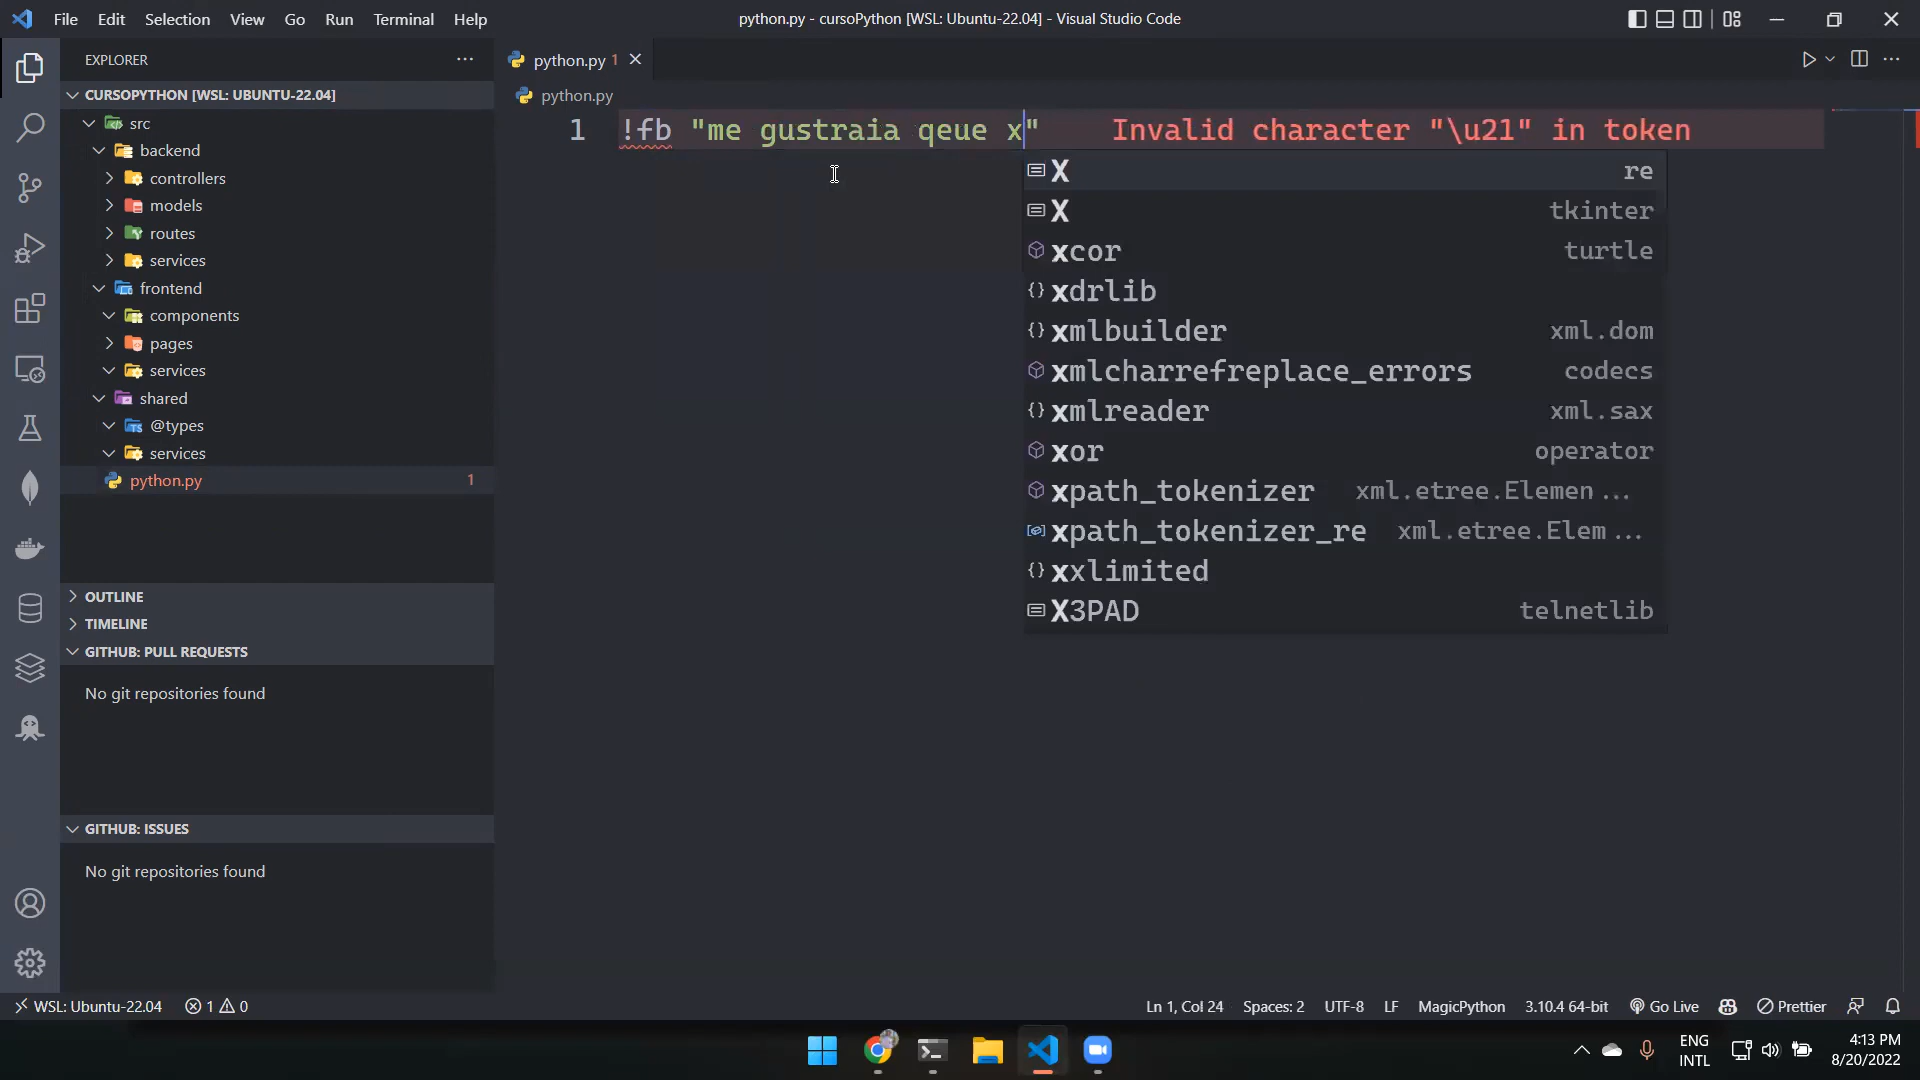 File Edit Selection View Go Run Terminal Help
python.py - cursoPython [WSL: Ubuntu-22.04] - Visual Studio Code
EXPLORER
python.py 1
CURSOPYTHON [WSL: UBUNTU-22.04]
python.py
src
1 !fb "me gustraia qeue x" Invalid character "\u21" in token
backend
X re
controllers
models
X tkinter
routes
xcor turtle
services
frontend
xdrlib
components
xmlbuilder xml.dom
pages
services
xmlcharrefreplace_errors codecs
shared
xmlreader xml.sax
@types
services
xor operator
python.py 1
xpath_tokenizer xml.etree.Elemen ...
xpath_tokenizer_re xml.etree.Elem ...
xxlimited
OUTLINE
X3PAD telnetlib
TIMELINE
GITHUB: PULL REQUESTS
No git repositories found
GITHUB: ISSUES
No git repositories found
WSL: Ubuntu-22.04 1 0 Ln 1, Col 24 Spaces: 2 UTF-8 LF MagicPython 3.10.4 64-bit Go Live Prettier
ENG
INTL
4:13 PM
8/20/2022